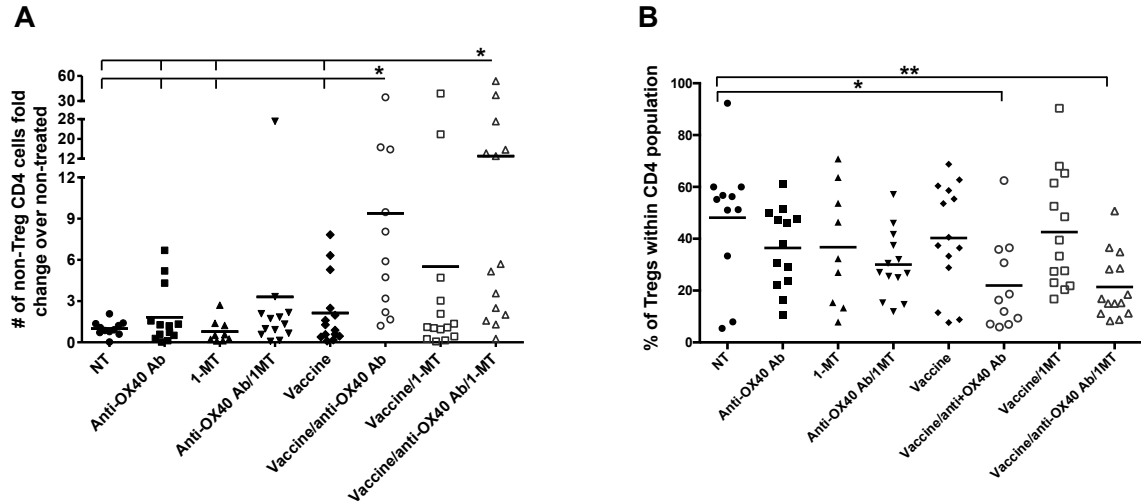 A
# of non-Treg CD4 cells fold
change over non-treated
60
30
28
20
12
12
9
6
3
0
*
*
NT
Anti-OX40 Ab
1-MT
Anti-OX40 Ab/1MT
Vaccine
Vaccine/anti-OX40 Ab
Vaccine/1-MT
Vaccine/anti-OX40 Ab/1-MT
B
% of Tregs within CD4 population
100
80
60
40
20
0
**
*
NT
Anti-OX40 Ab
1-MT
Anti-OX40 Ab/1MT
Vaccine
Vaccine/anti+OX40 Ab
Vaccine/1MT
Vaccine/anti-OX40 Ab/1MT